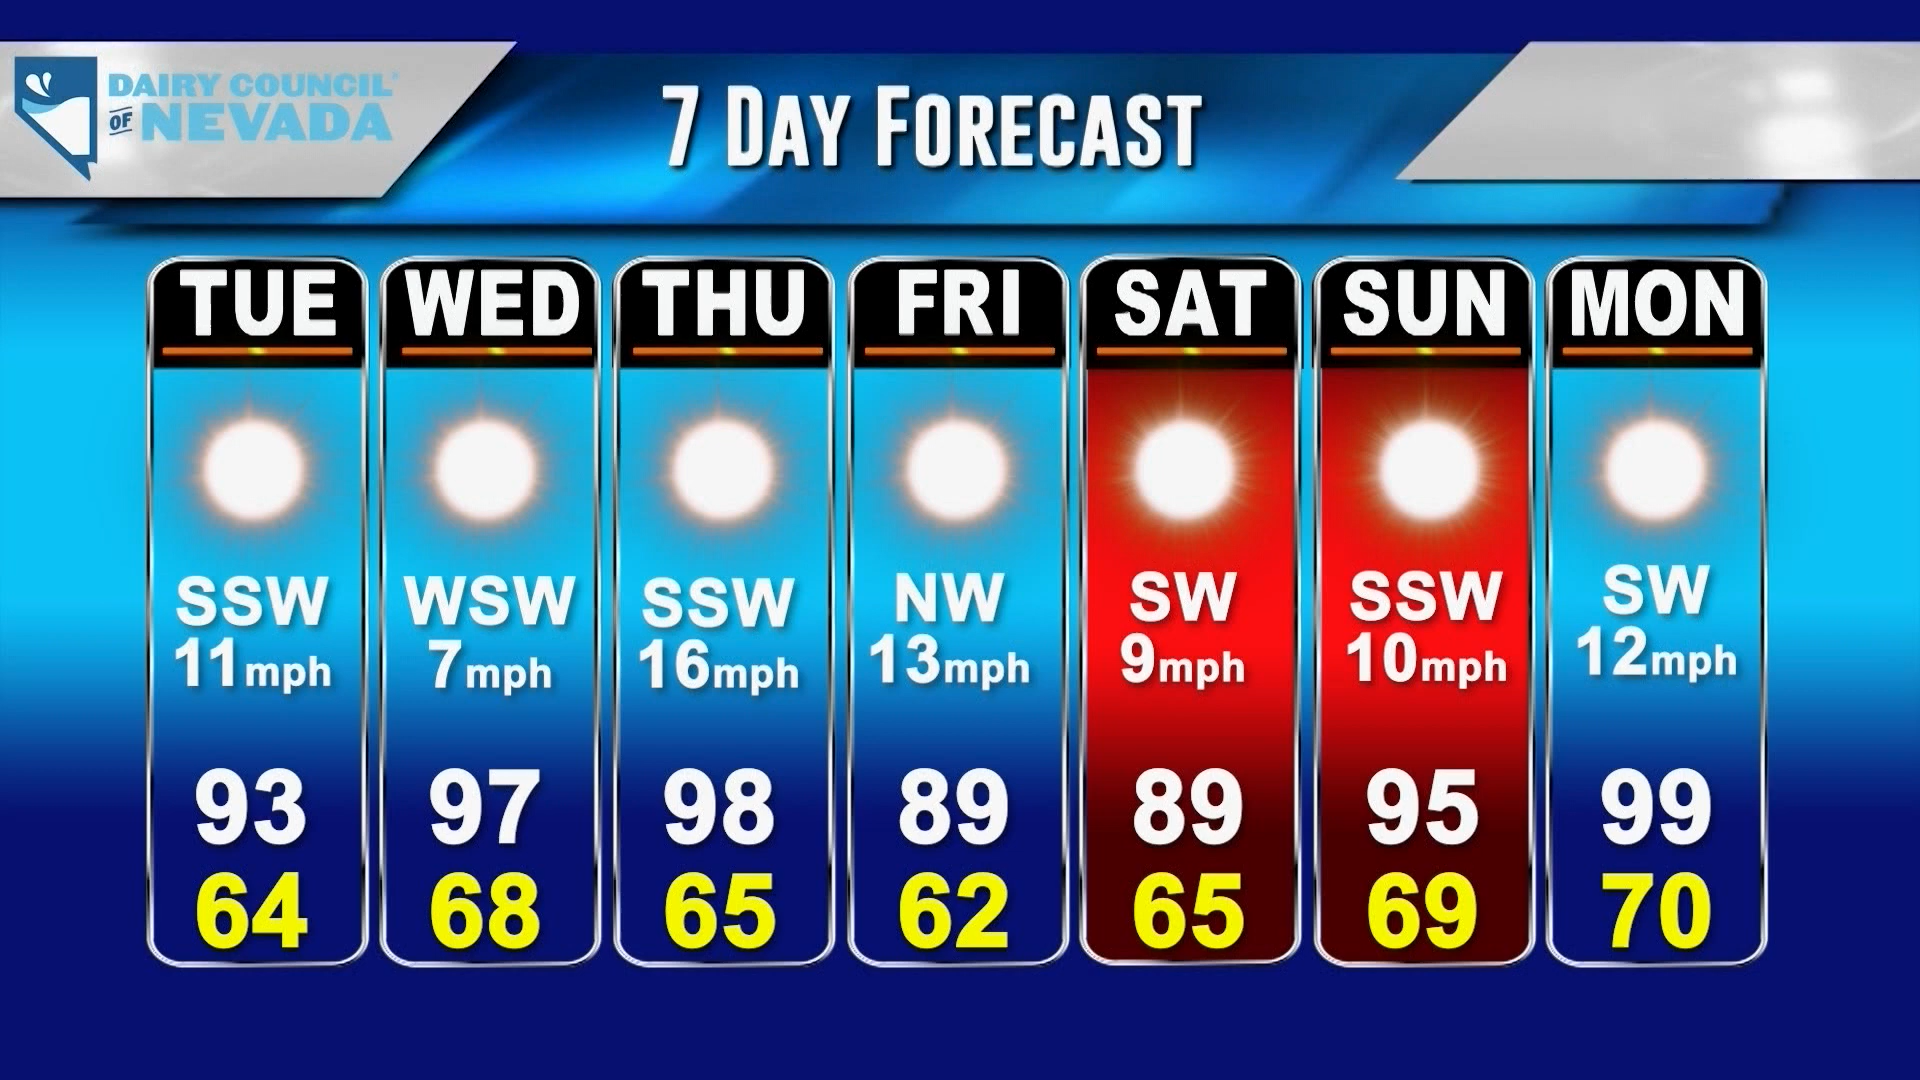 DAIRY COUNCIL®
OF NEVADA
7 DAY FORECAST
TUE WED THU FRI SAT SUN MON
SSW WSW SSW NW SW SSW SW
11mph 7mph 16mph 13mph 9mph 10mph 12mph
93 97 98 89 89 95 99
64 68 65 62 65 69 70